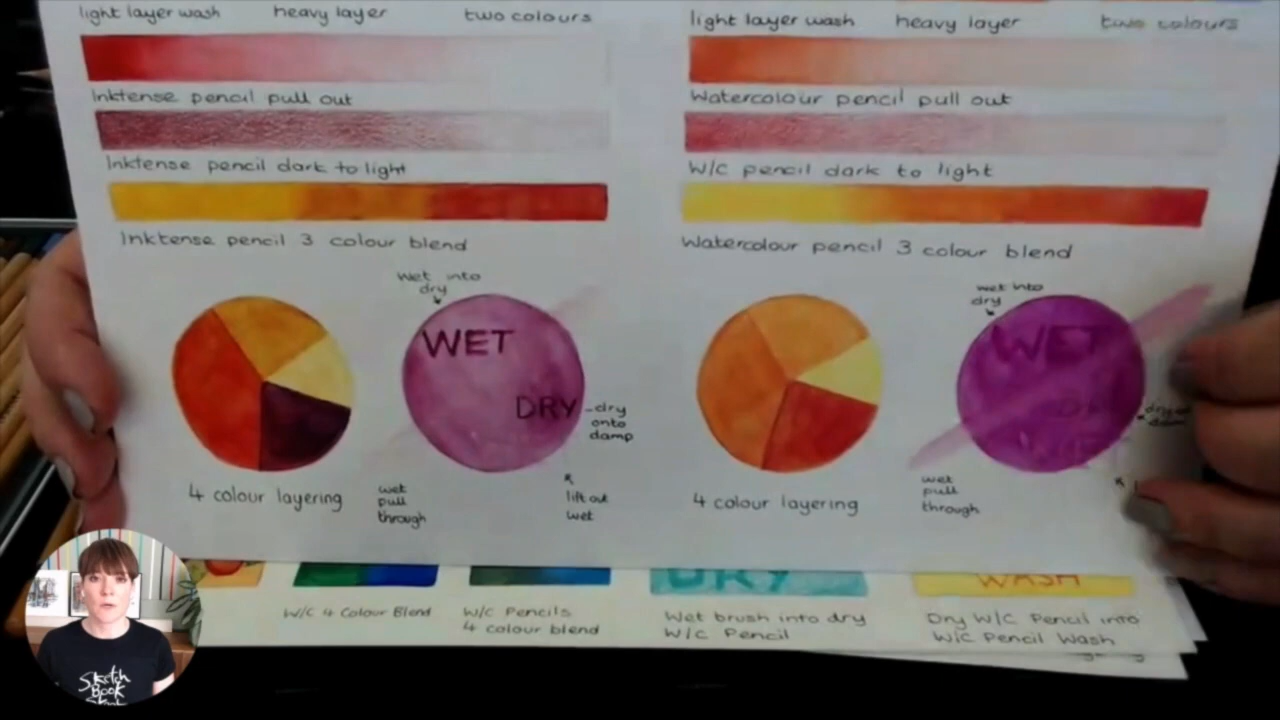 light layer wash heavy layer two colours
light layer wash heavy layer two colours
Inktense pencil pull out
Watercolour pencil pull out
Inktense pencil dark to light
W/C pencil dark to light
Inktense pencil 3 colour blend
Watercolour pencil 3 colour blend
wet into
dry
WET
DRY
dry
onto
damp
4 colour layering
wet
pull
through
lift out
wet
wet into
dry
WET
4 colour layering
wet
pull
through
W/C 4 Colour Blend
W/C Pencils
4 colour blend
DRY
Wet brush into dry
W/C Pencil
WASH
Dry W/C Pencil into
W/C Pencil Wash
Sketch
Book